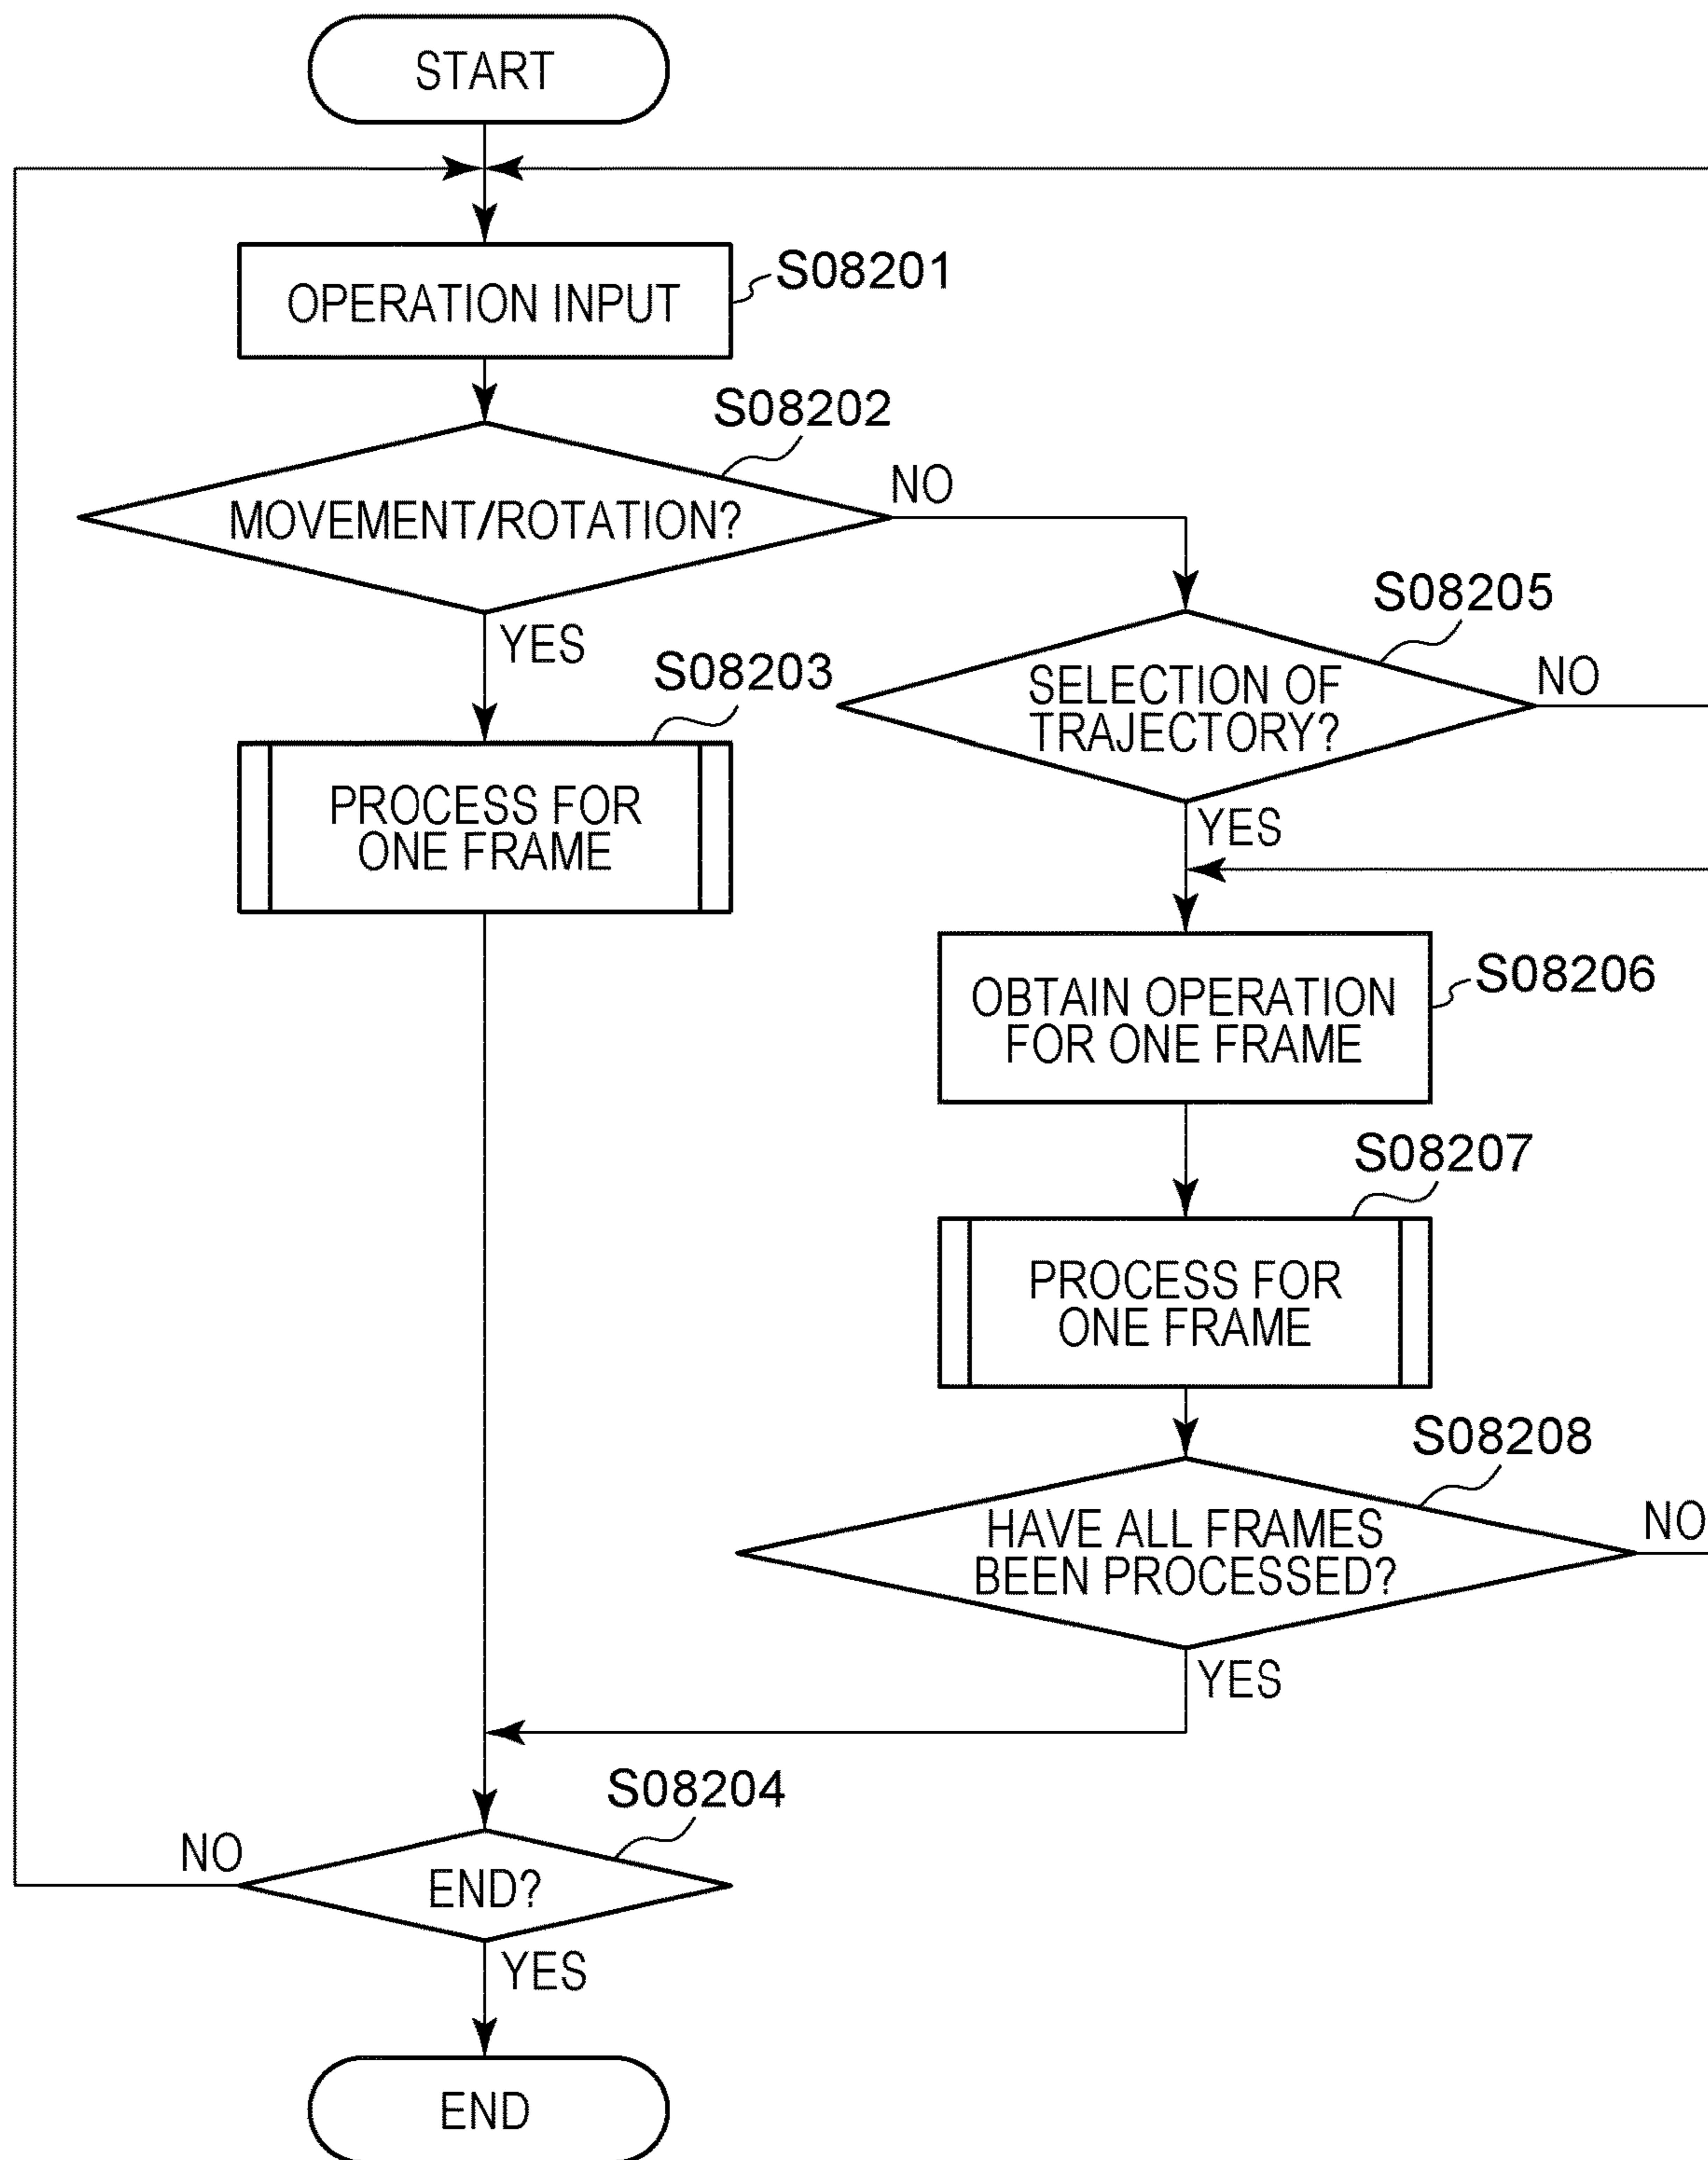 START
OPERATION INPUT
S08201
S08202
MOVEMENT/ROTATION?
NO
YES
S08203
PROCESS FOR
ONE FRAME
S08205
SELECTION OF
TRAJECTORY?
NO
YES
S08206
OBTAIN OPERATION
FOR ONE FRAME
S08207
PROCESS FOR
ONE FRAME
S08208
HAVE ALL FRAMES
BEEN PROCESSED?
NO
YES
S08204
END?
NO
YES
END